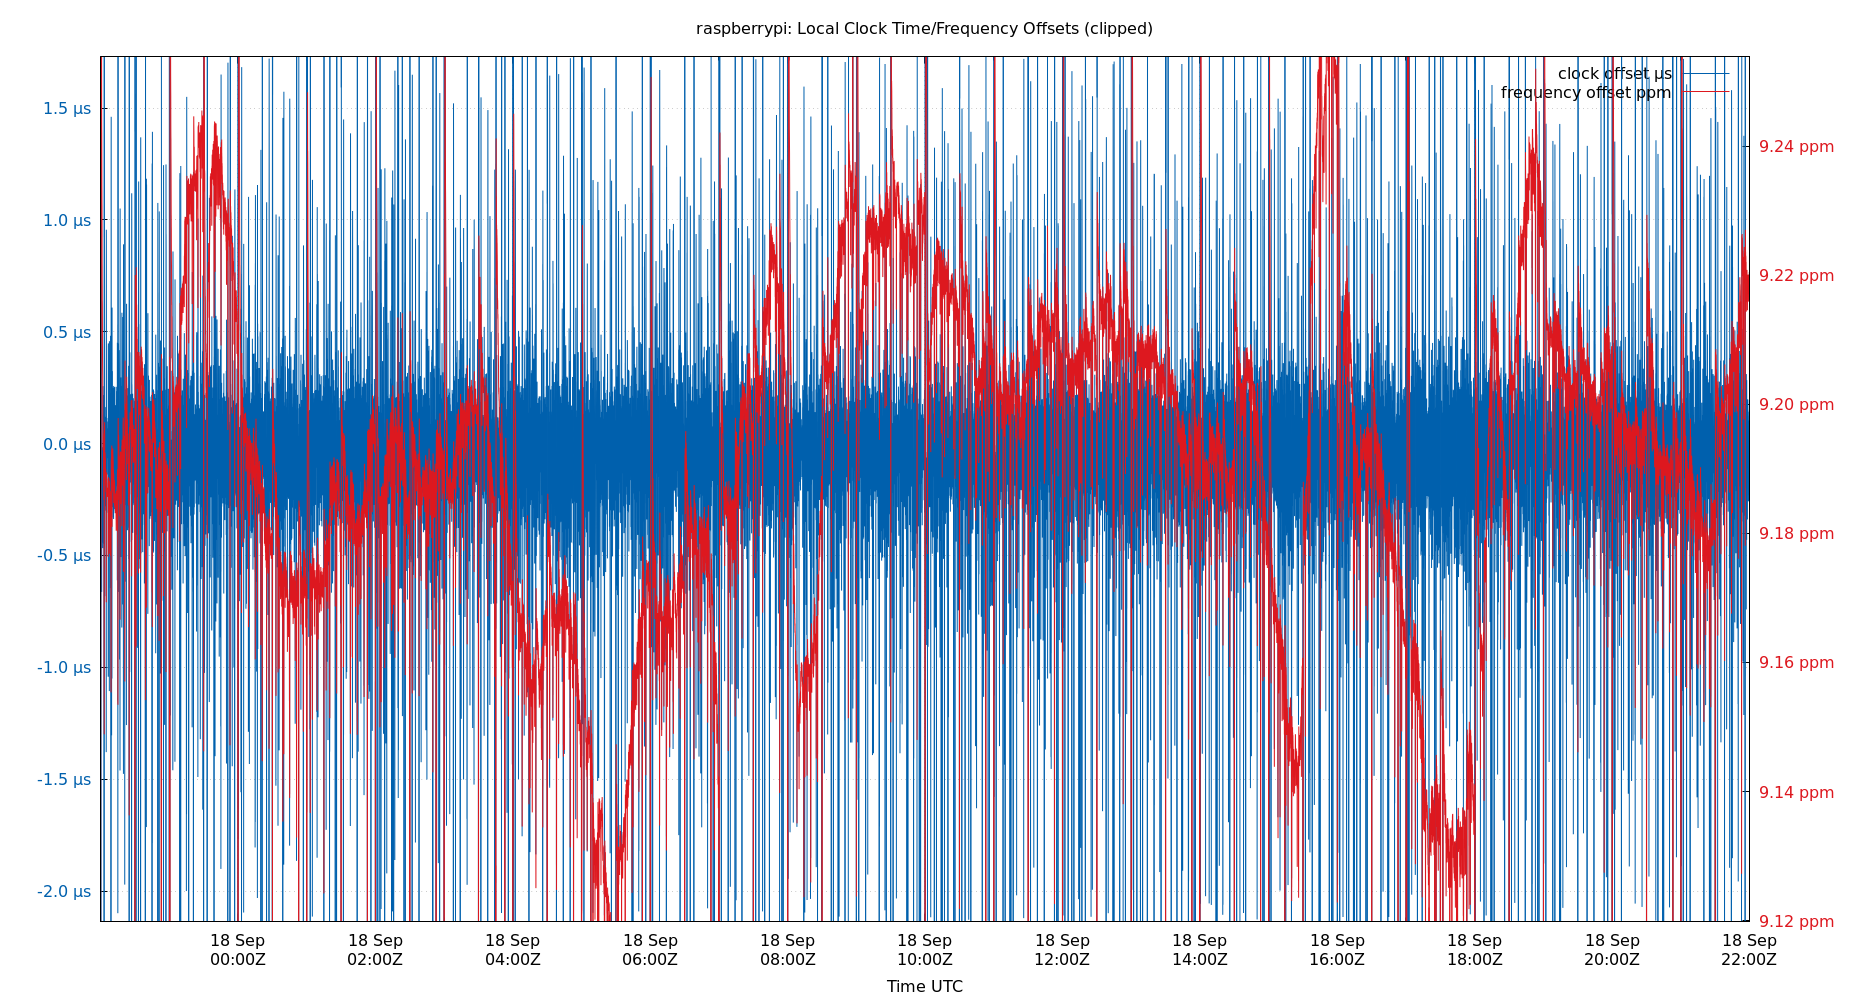 raspberrypi: Local Clock Time/Frequency Offsets (clipped)
clock offset µs
frequency offset ppm
1.5 µs
1.0 µs
0.5 µs
0.0 µs
-0.5 µs
-1.0 µs
-1.5 µs
-2.0 µs
9.24 ppm
9.22 ppm
9.20 ppm
9.18 ppm
9.16 ppm
9.14 ppm
9.12 ppm
18 Sep 18 Sep 18 Sep 18 Sep 18 Sep 18 Sep 18 Sep 18 Sep 18 Sep 18 Sep 18 Sep 18 Sep
00:00Z 02:00Z 04:00Z 06:00Z 08:00Z 10:00Z 12:00Z 14:00Z 16:00Z 18:00Z 20:00Z 22:00Z
Time UTC